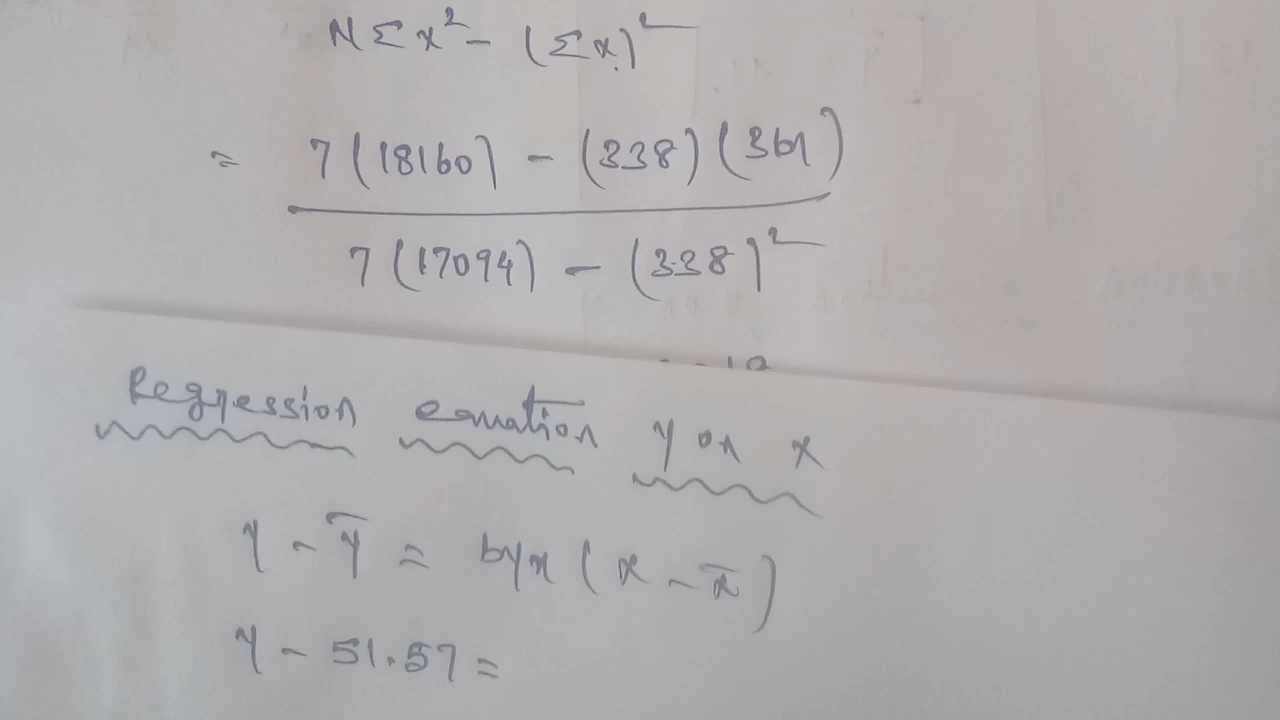 NΣx² - (Σx)²
= 7(18160) - (338)(361)
7(17094) - (338)²
Regression equation y on x
y - ȳ = byx (x - x̄)
y - 51.57 =